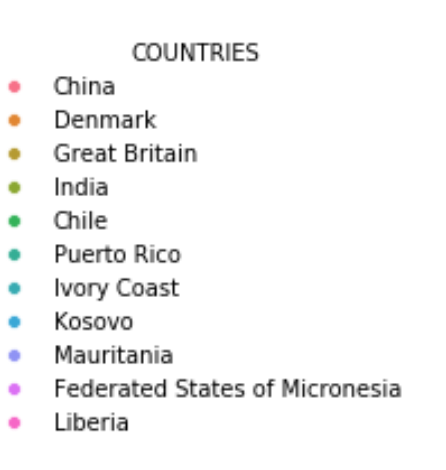 COUNTRIES
China
Denmark
Great Britain
India
Chile
Puerto Rico
Ivory Coast
Kosovo
Mauritania
Federated States of Micronesia
Liberia